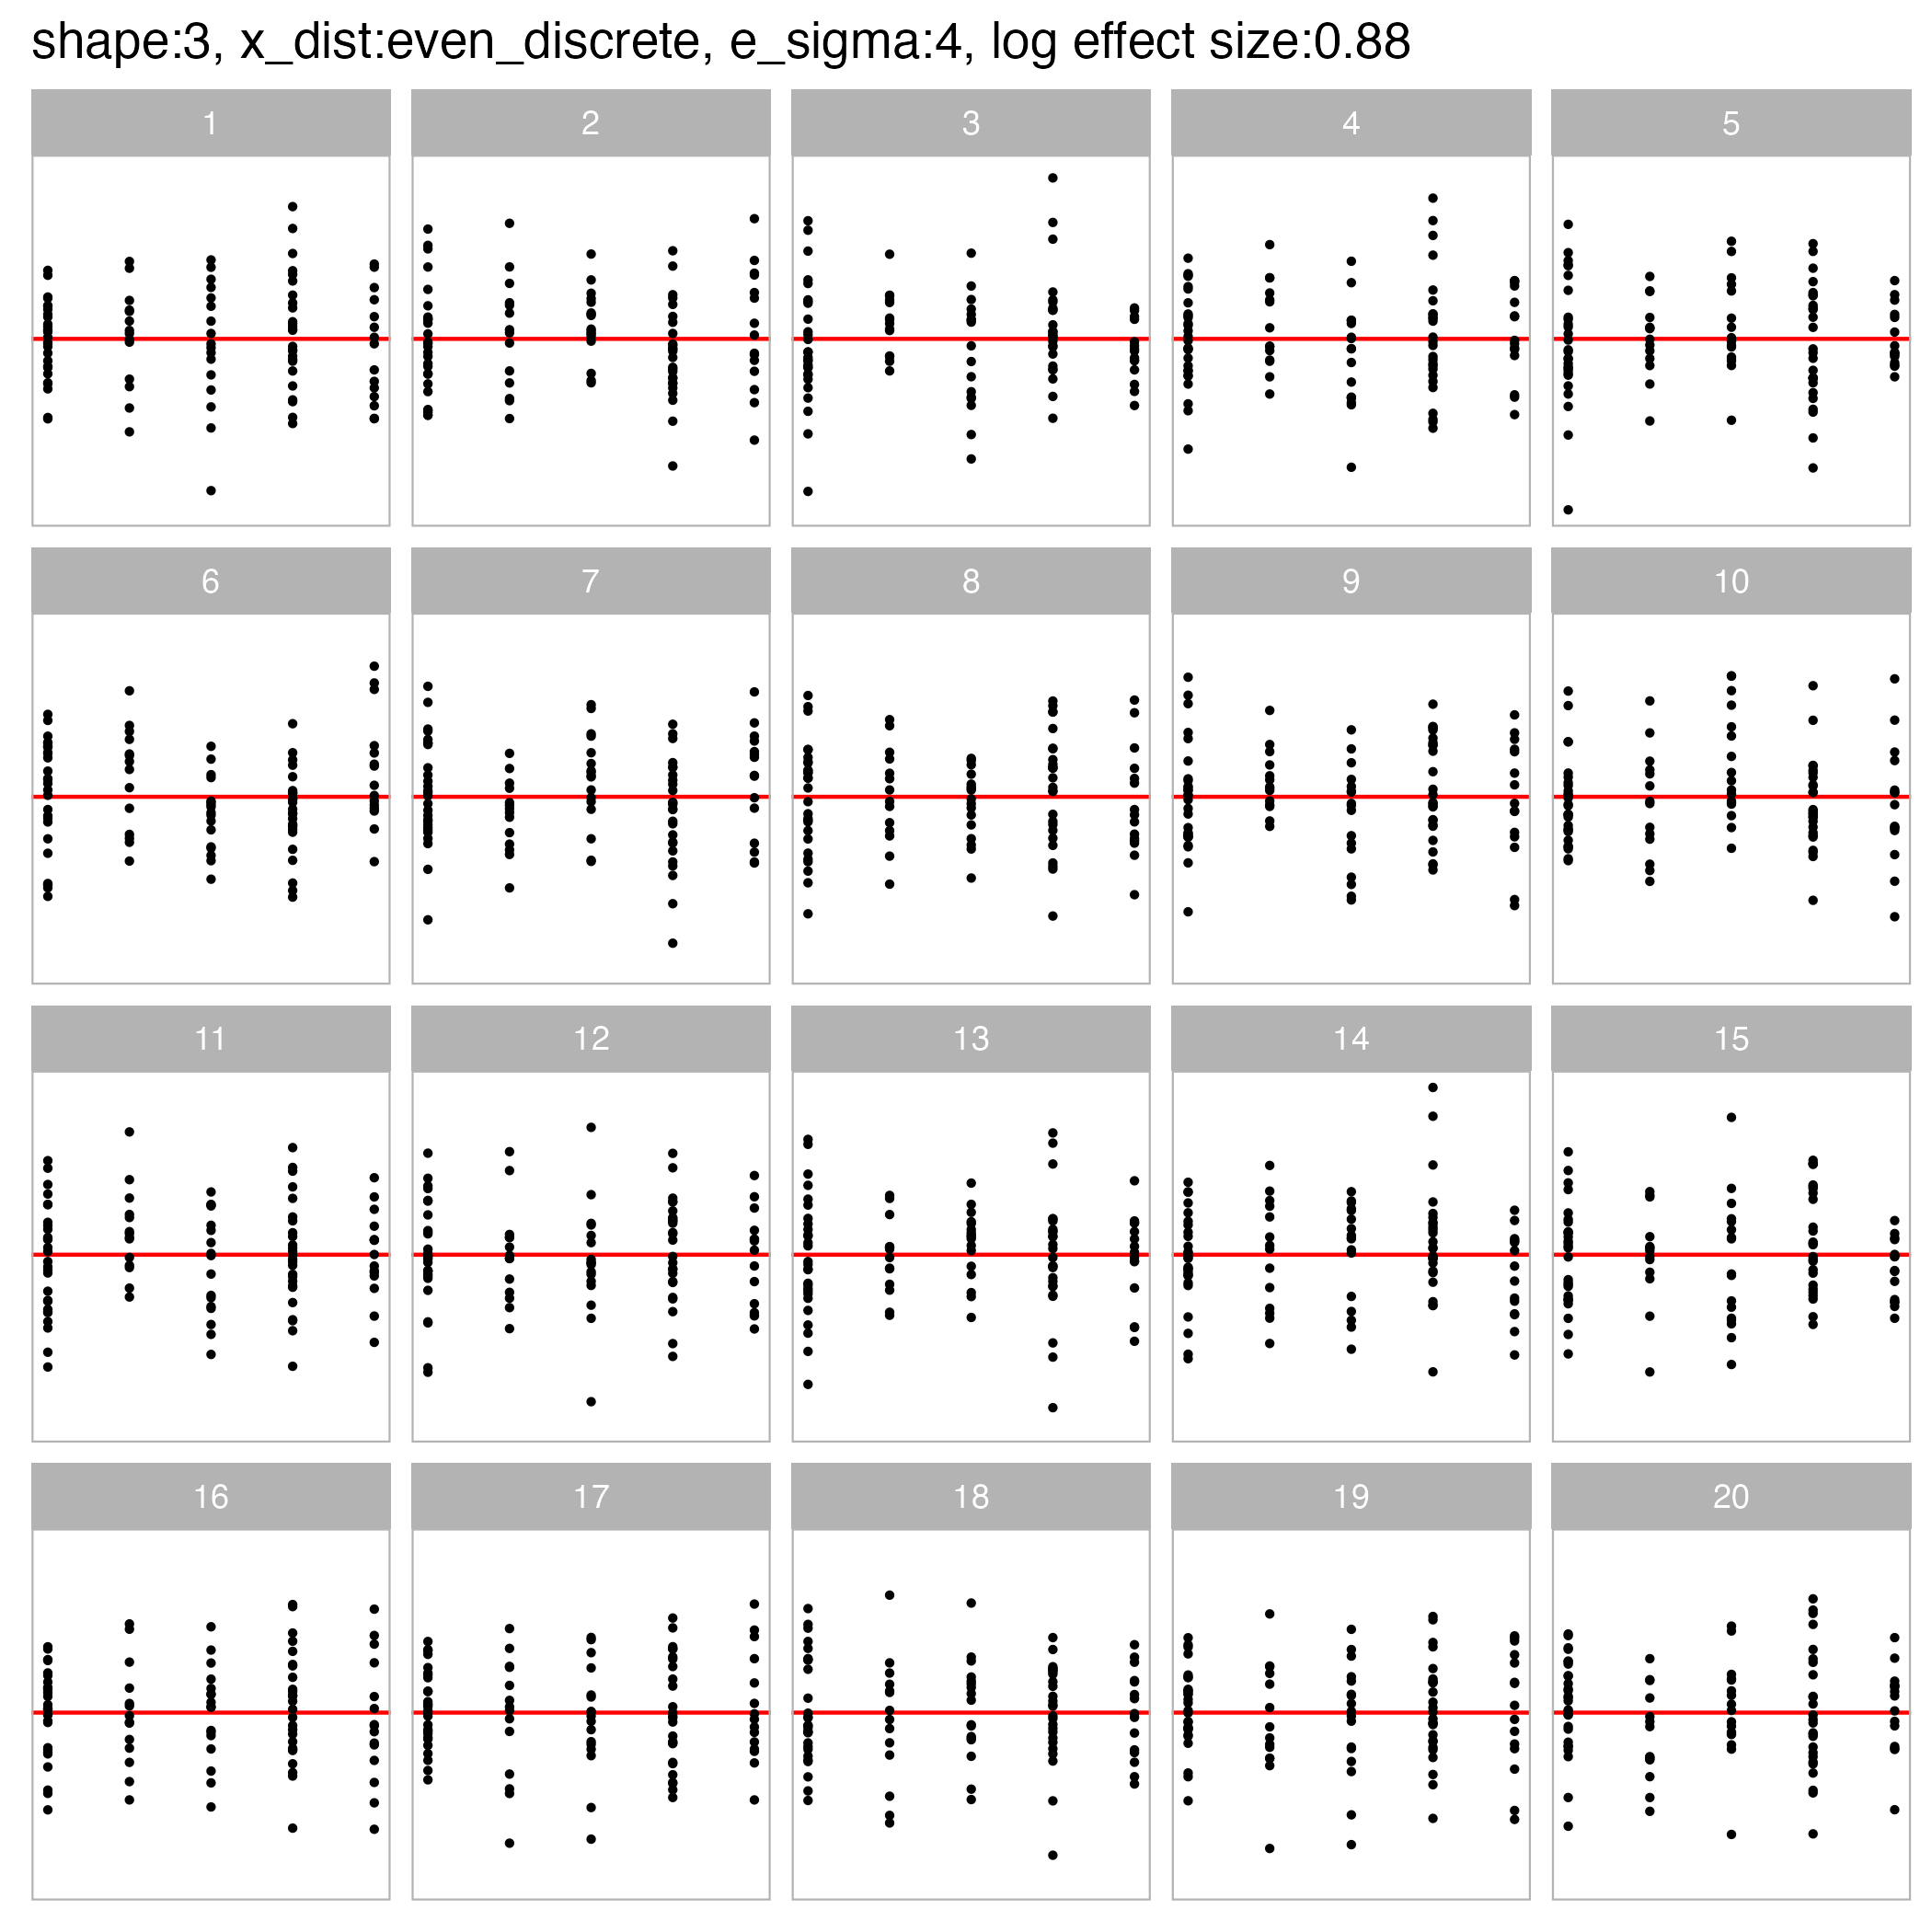 shape:3, x_dist:even_discrete, e_sigma:4, log effect size:0.88
1 2 3 4 5
6 7 8 9 10
11 12 13 14 15
16 17 18 19 20